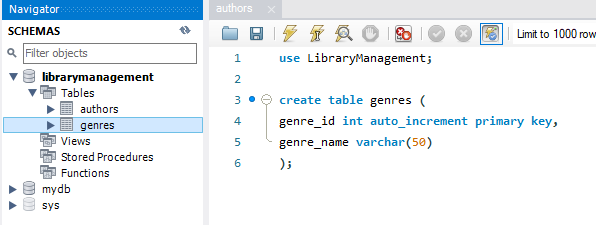 Navigator
SCHEMAS
Filter objects
librarymanagement
Tables
authors
genres
Views
Stored Procedures
Functions
mydb
sys
authors
Limit to 1000 row
1 use LibraryManagement;
2
3 create table genres (
4 genre_id int auto_increment primary key,
5 genre_name varchar(50)
6 );